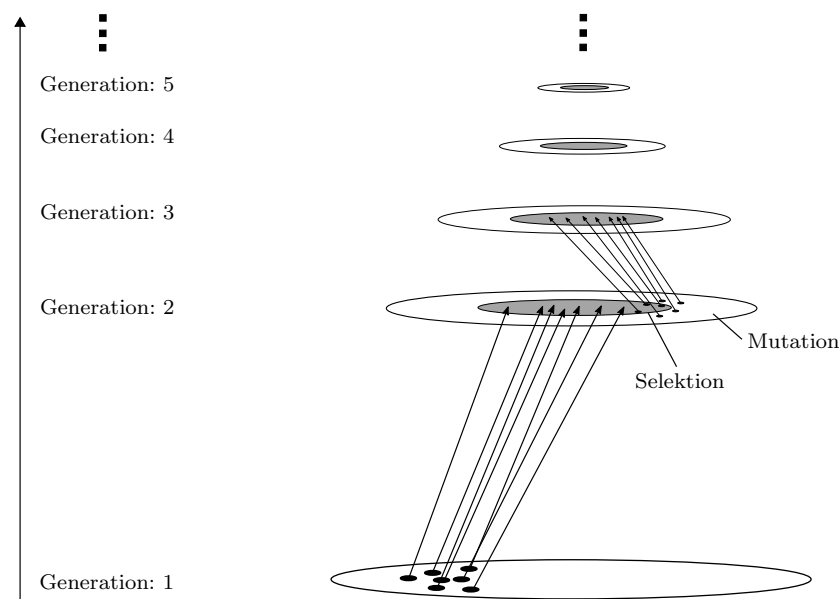 Generation: 5
Generation: 4
Generation: 3
Generation: 2
Mutation
Selektion
Generation: 1